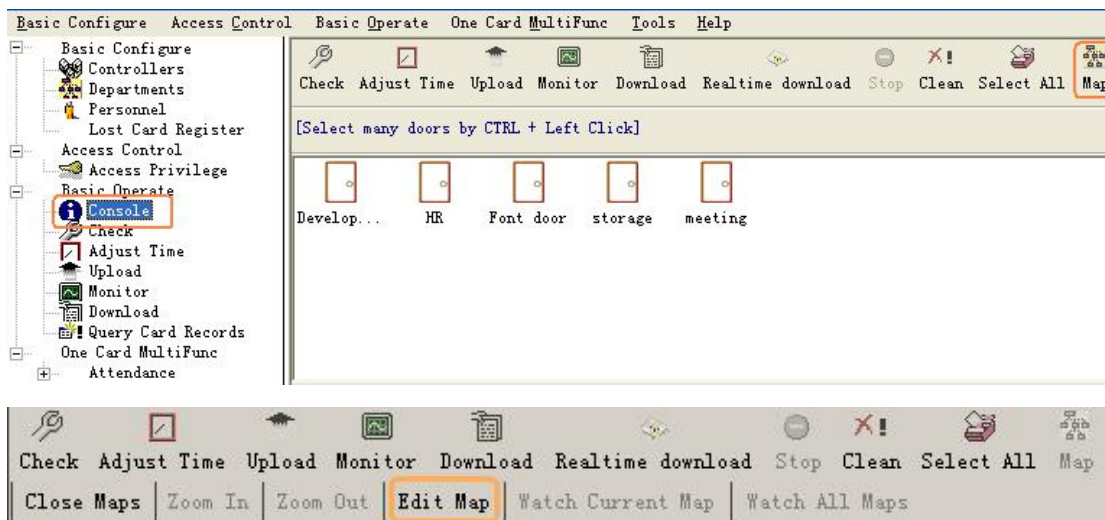 Basic Configure Access Control Basic Operate One Card MultiFunc Tools Help
Basic Configure
Controllers
Departments
Personnel
Lost Card Register
Access Control
Access Privilege
Basic Operate
Console
Check
Adjust Time
Upload
Monitor
Download
Query Card Records
One Card MultiFunc
Attendance
Check Adjust Time Upload Monitor Download Realtime download Stop Clean Select All Map
[Select many doors by CTRL + Left Click]
Develop... HR Font door storage meeting
Check Adjust Time Upload Monitor Download Realtime download Stop Clean Select All Map
Close Maps Zoom In Zoom Out Edit Map Watch Current Map Watch All Maps